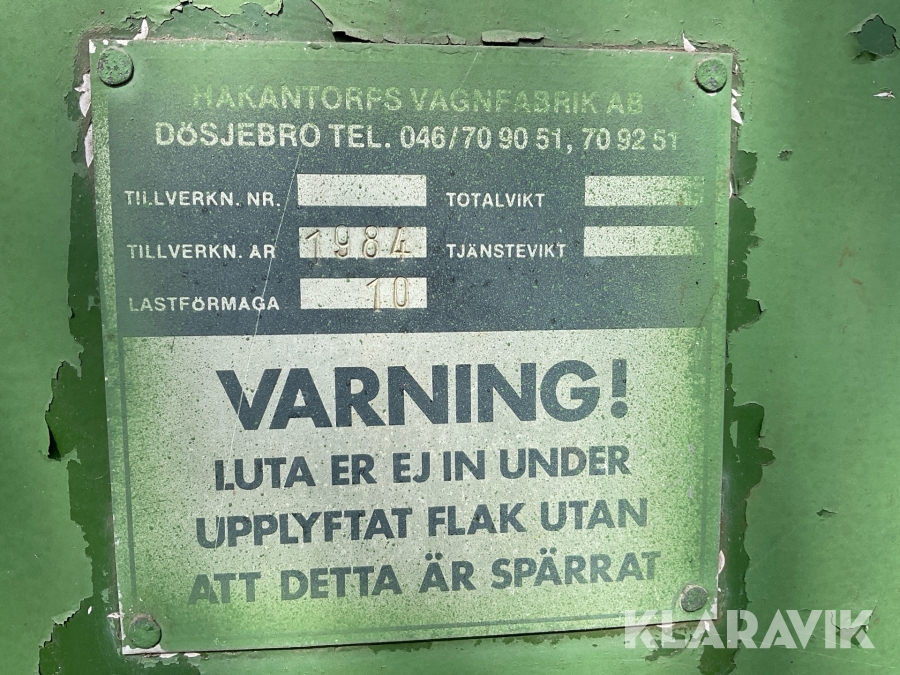 HAKANTORPS VAGNFABRIK AB
DÖSJEBRO TEL. 046/70 90 51, 70 92 51
TILLVERKN. NR. TOTALVIKT
TILLVERKN. AR 1984 TJÄNSTEVIKT
LASTFÖRMAGA 10
VARNING!
LUTA ER EJ IN UNDER
UPPLYFTAT FLAK UTAN
ATT DETTA ÄR SPÄRRAT
KLARAVIK